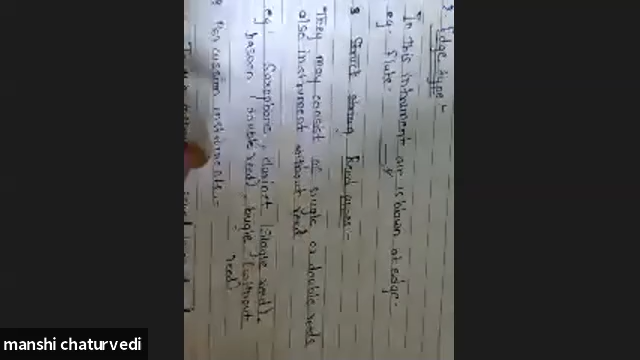 2. Edge type
In this instrument air is blown at edge.
eg. Flute.
3 Struct string Reed pipes :-
They may consist of single or double reeds
also instrument without reed
eg. Saxophone, clarinet (single reed),
bassoon (double reed), bugle (without
reed)
Percussion instruments :-
manshi chaturvedi